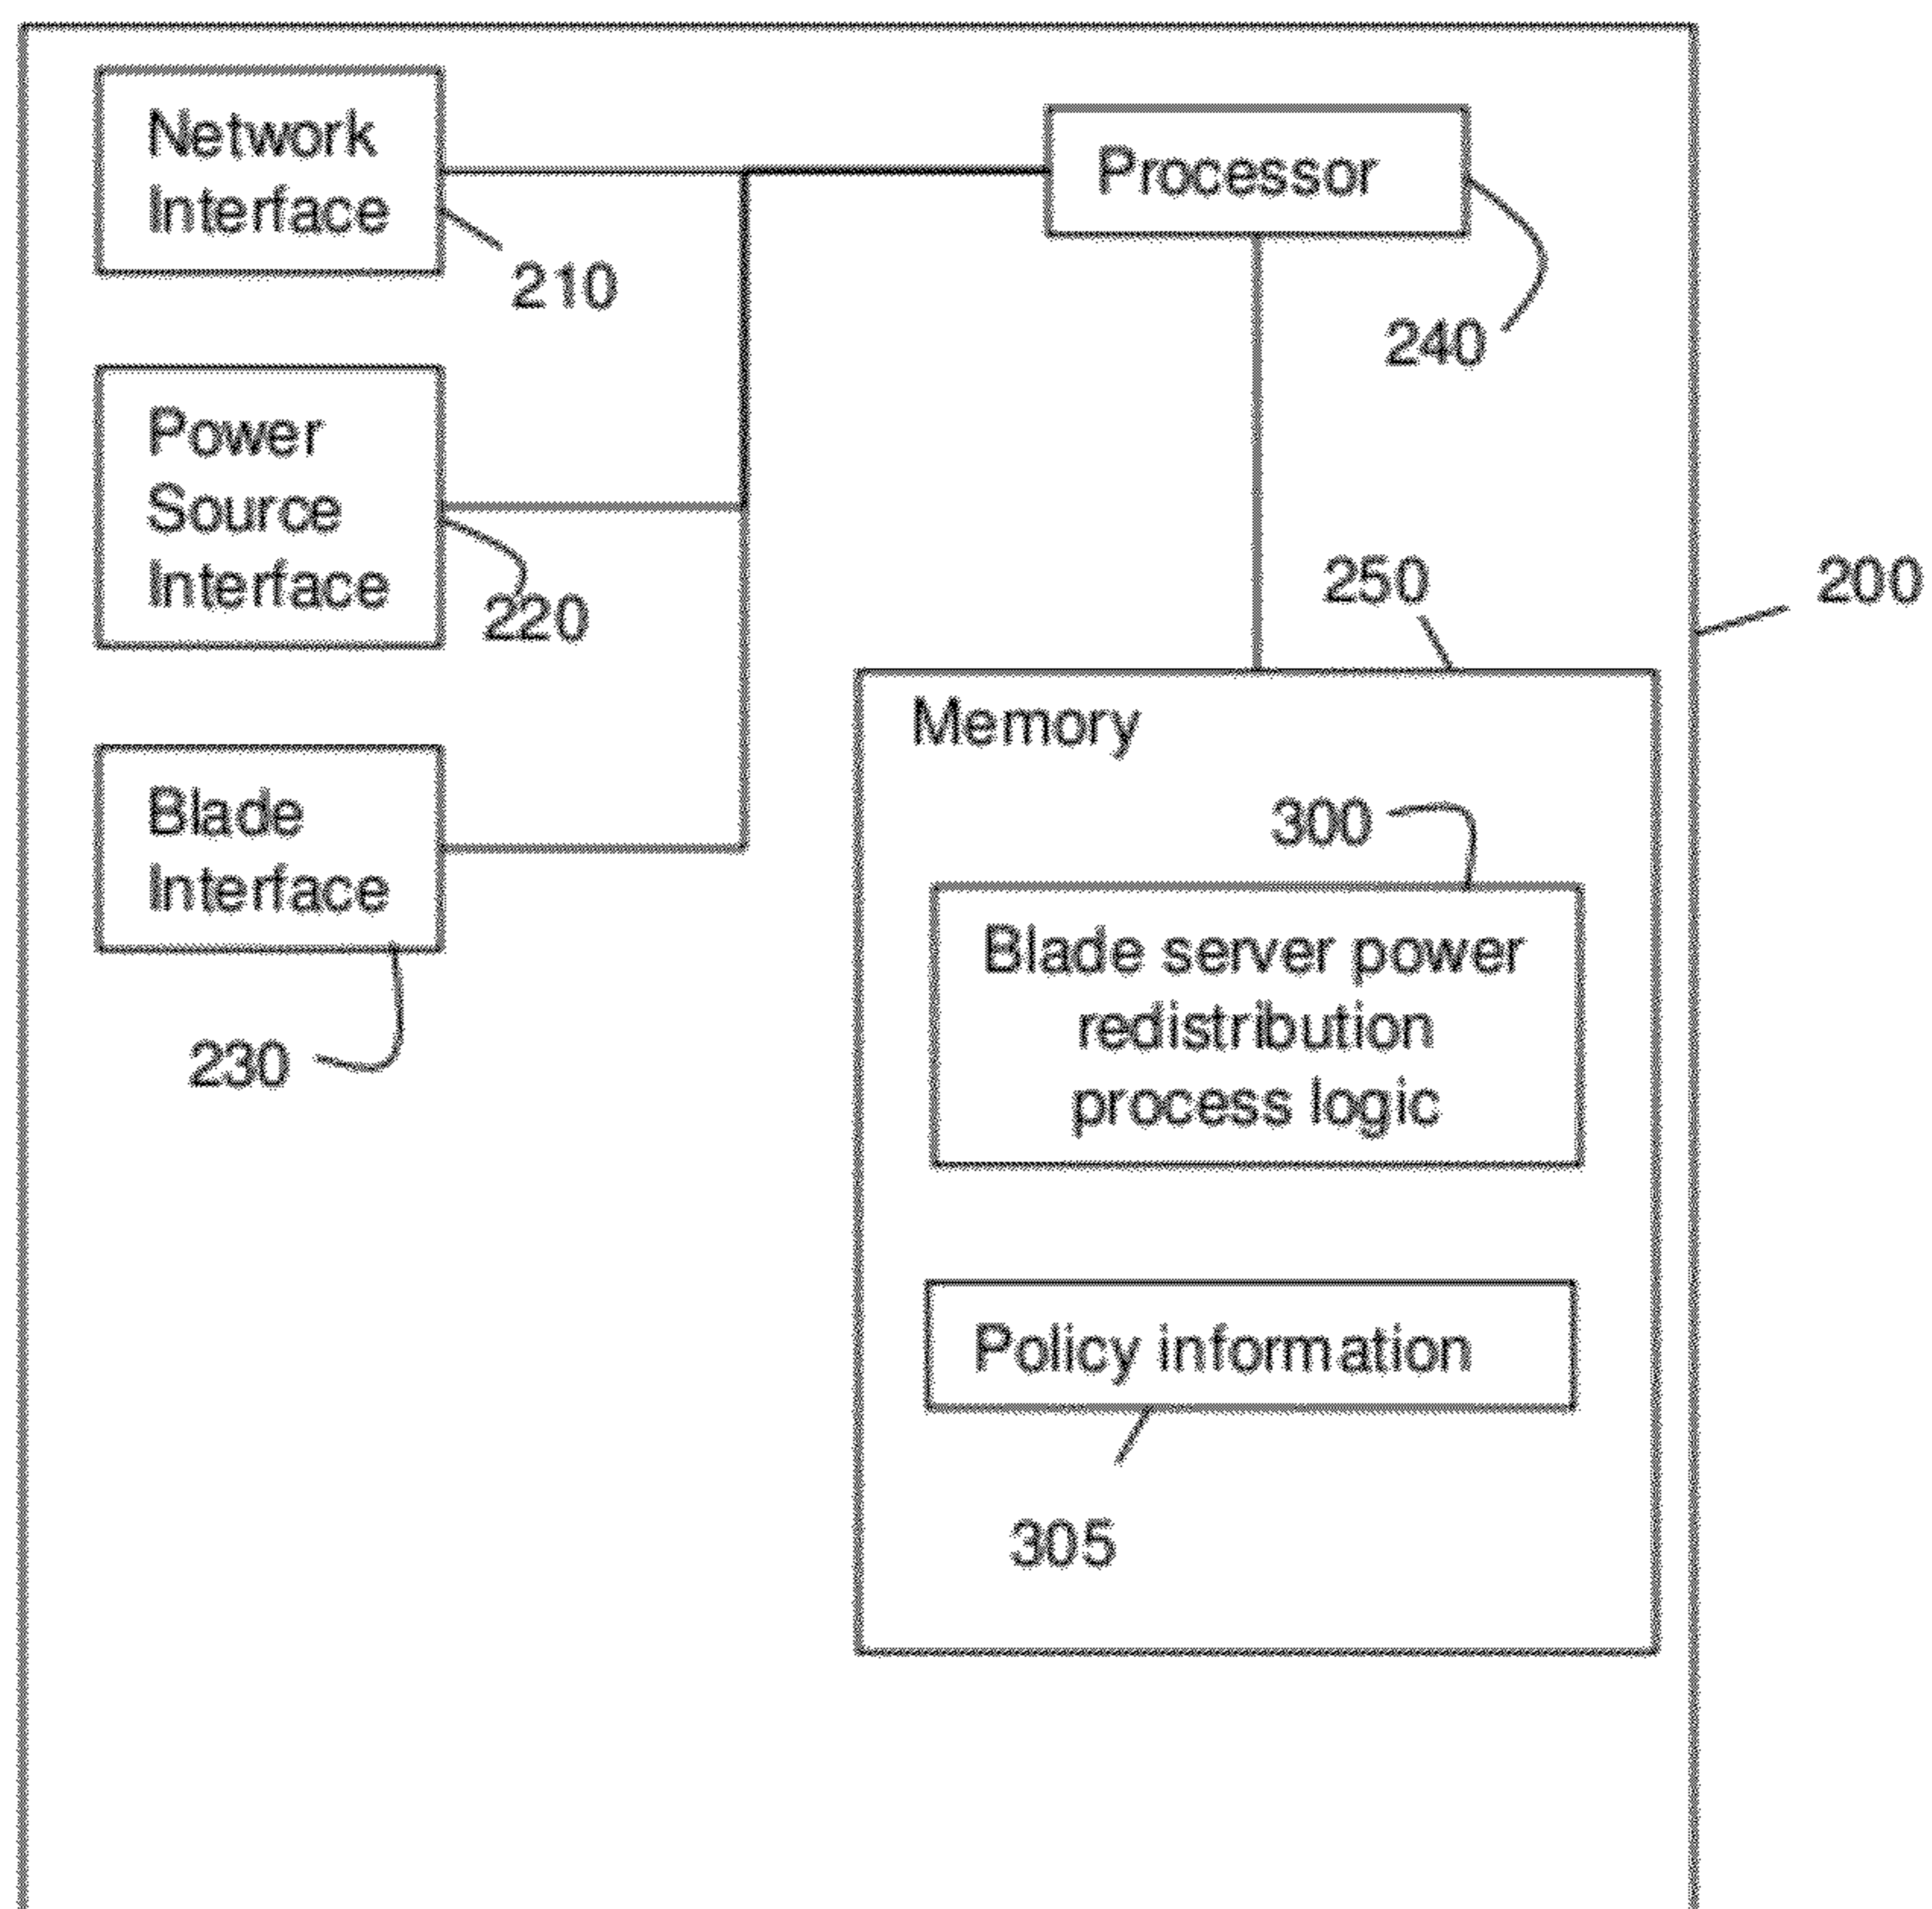 Network
Interface
210
Processor
240
Power
Source
Interface
220
250
200
Memory
Blade
Interface
230
300
Blade server power
redistribution
process logic
Policy information
305